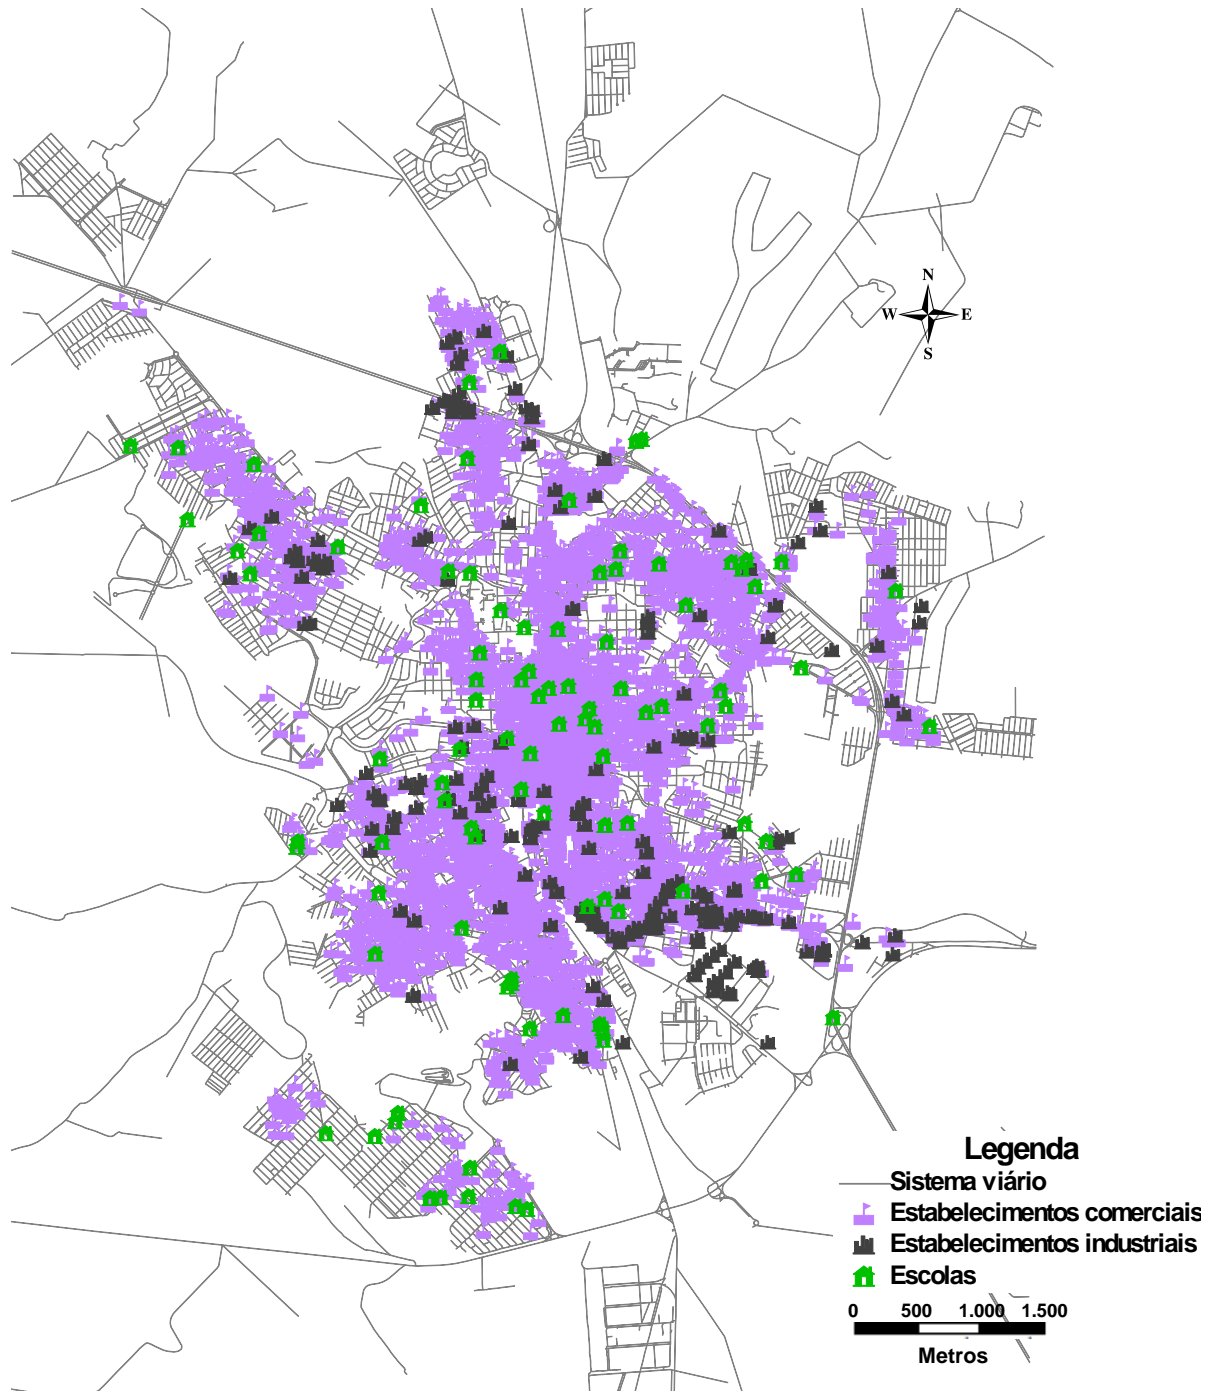 N
W E
S
Legenda
Sistema viário
Estabelecimentos comerciais
Estabelecimentos industriais
Escolas
0 500 1.000 1.500
Metros